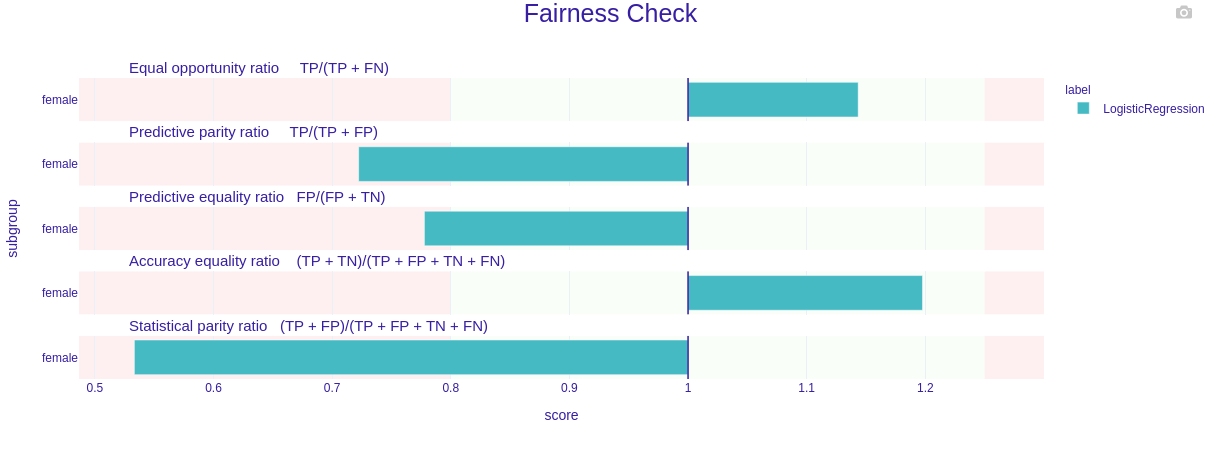 Fairness Check
Equal opportunity ratio TP/(TP + FN)
female
Predictive parity ratio TP/(TP + FP)
female
Predictive equality ratio FP/(FP + TN)
female
Accuracy equality ratio (TP + TN)/(TP + FP + TN + FN)
female
Statistical parity ratio (TP + FP)/(TP + FP + TN + FN)
female
0.5 0.6 0.7 0.8 0.9 1 1.1 1.2
score
subgroup
label
LogisticRegression